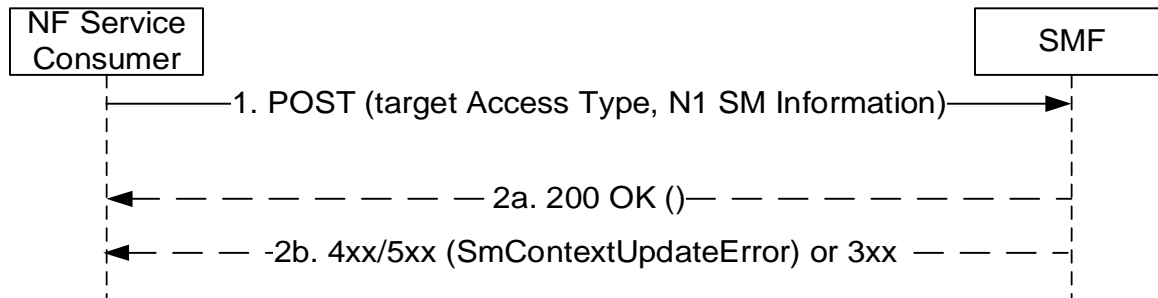 NF Service
Consumer
SMF
1. POST (target Access Type, N1 SM Information)
2a. 200 OK ()
2b. 4xx/5xx (SmContextUpdateError) or 3xx